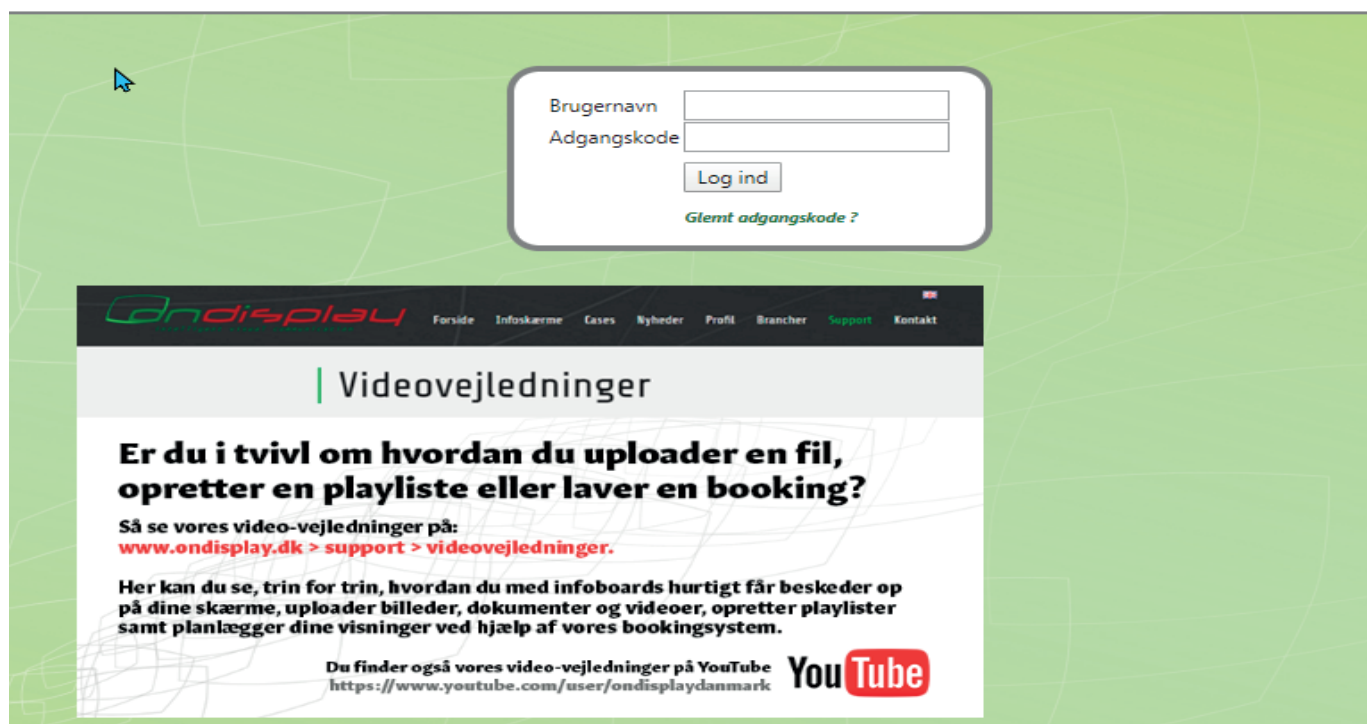 Brugernavn
Adgangskode
Log ind
Glemt adgangskode ?
ondisplay
Forside Infoskærme Cases Nyheder Profil Brancher Support Kontakt
Videovejledninger
Er du i tvivl om hvordan du uploader en fil,
opretter en playliste eller laver en booking?
Så se vores video-vejledninger på:
www.ondisplay.dk > support > videovejledninger.
Her kan du se, trin for trin, hvordan du med infoboards hurtigt får beskeder op
på dine skærme, uploader billeder, dokumenter og videoer, opretter playlister
samt planlægger dine visninger ved hjælp af vores bookingsystem.
Du finder også vores video-vejledninger på YouTube
https://www.youtube.com/user/ondisplaydanmark
YouTube